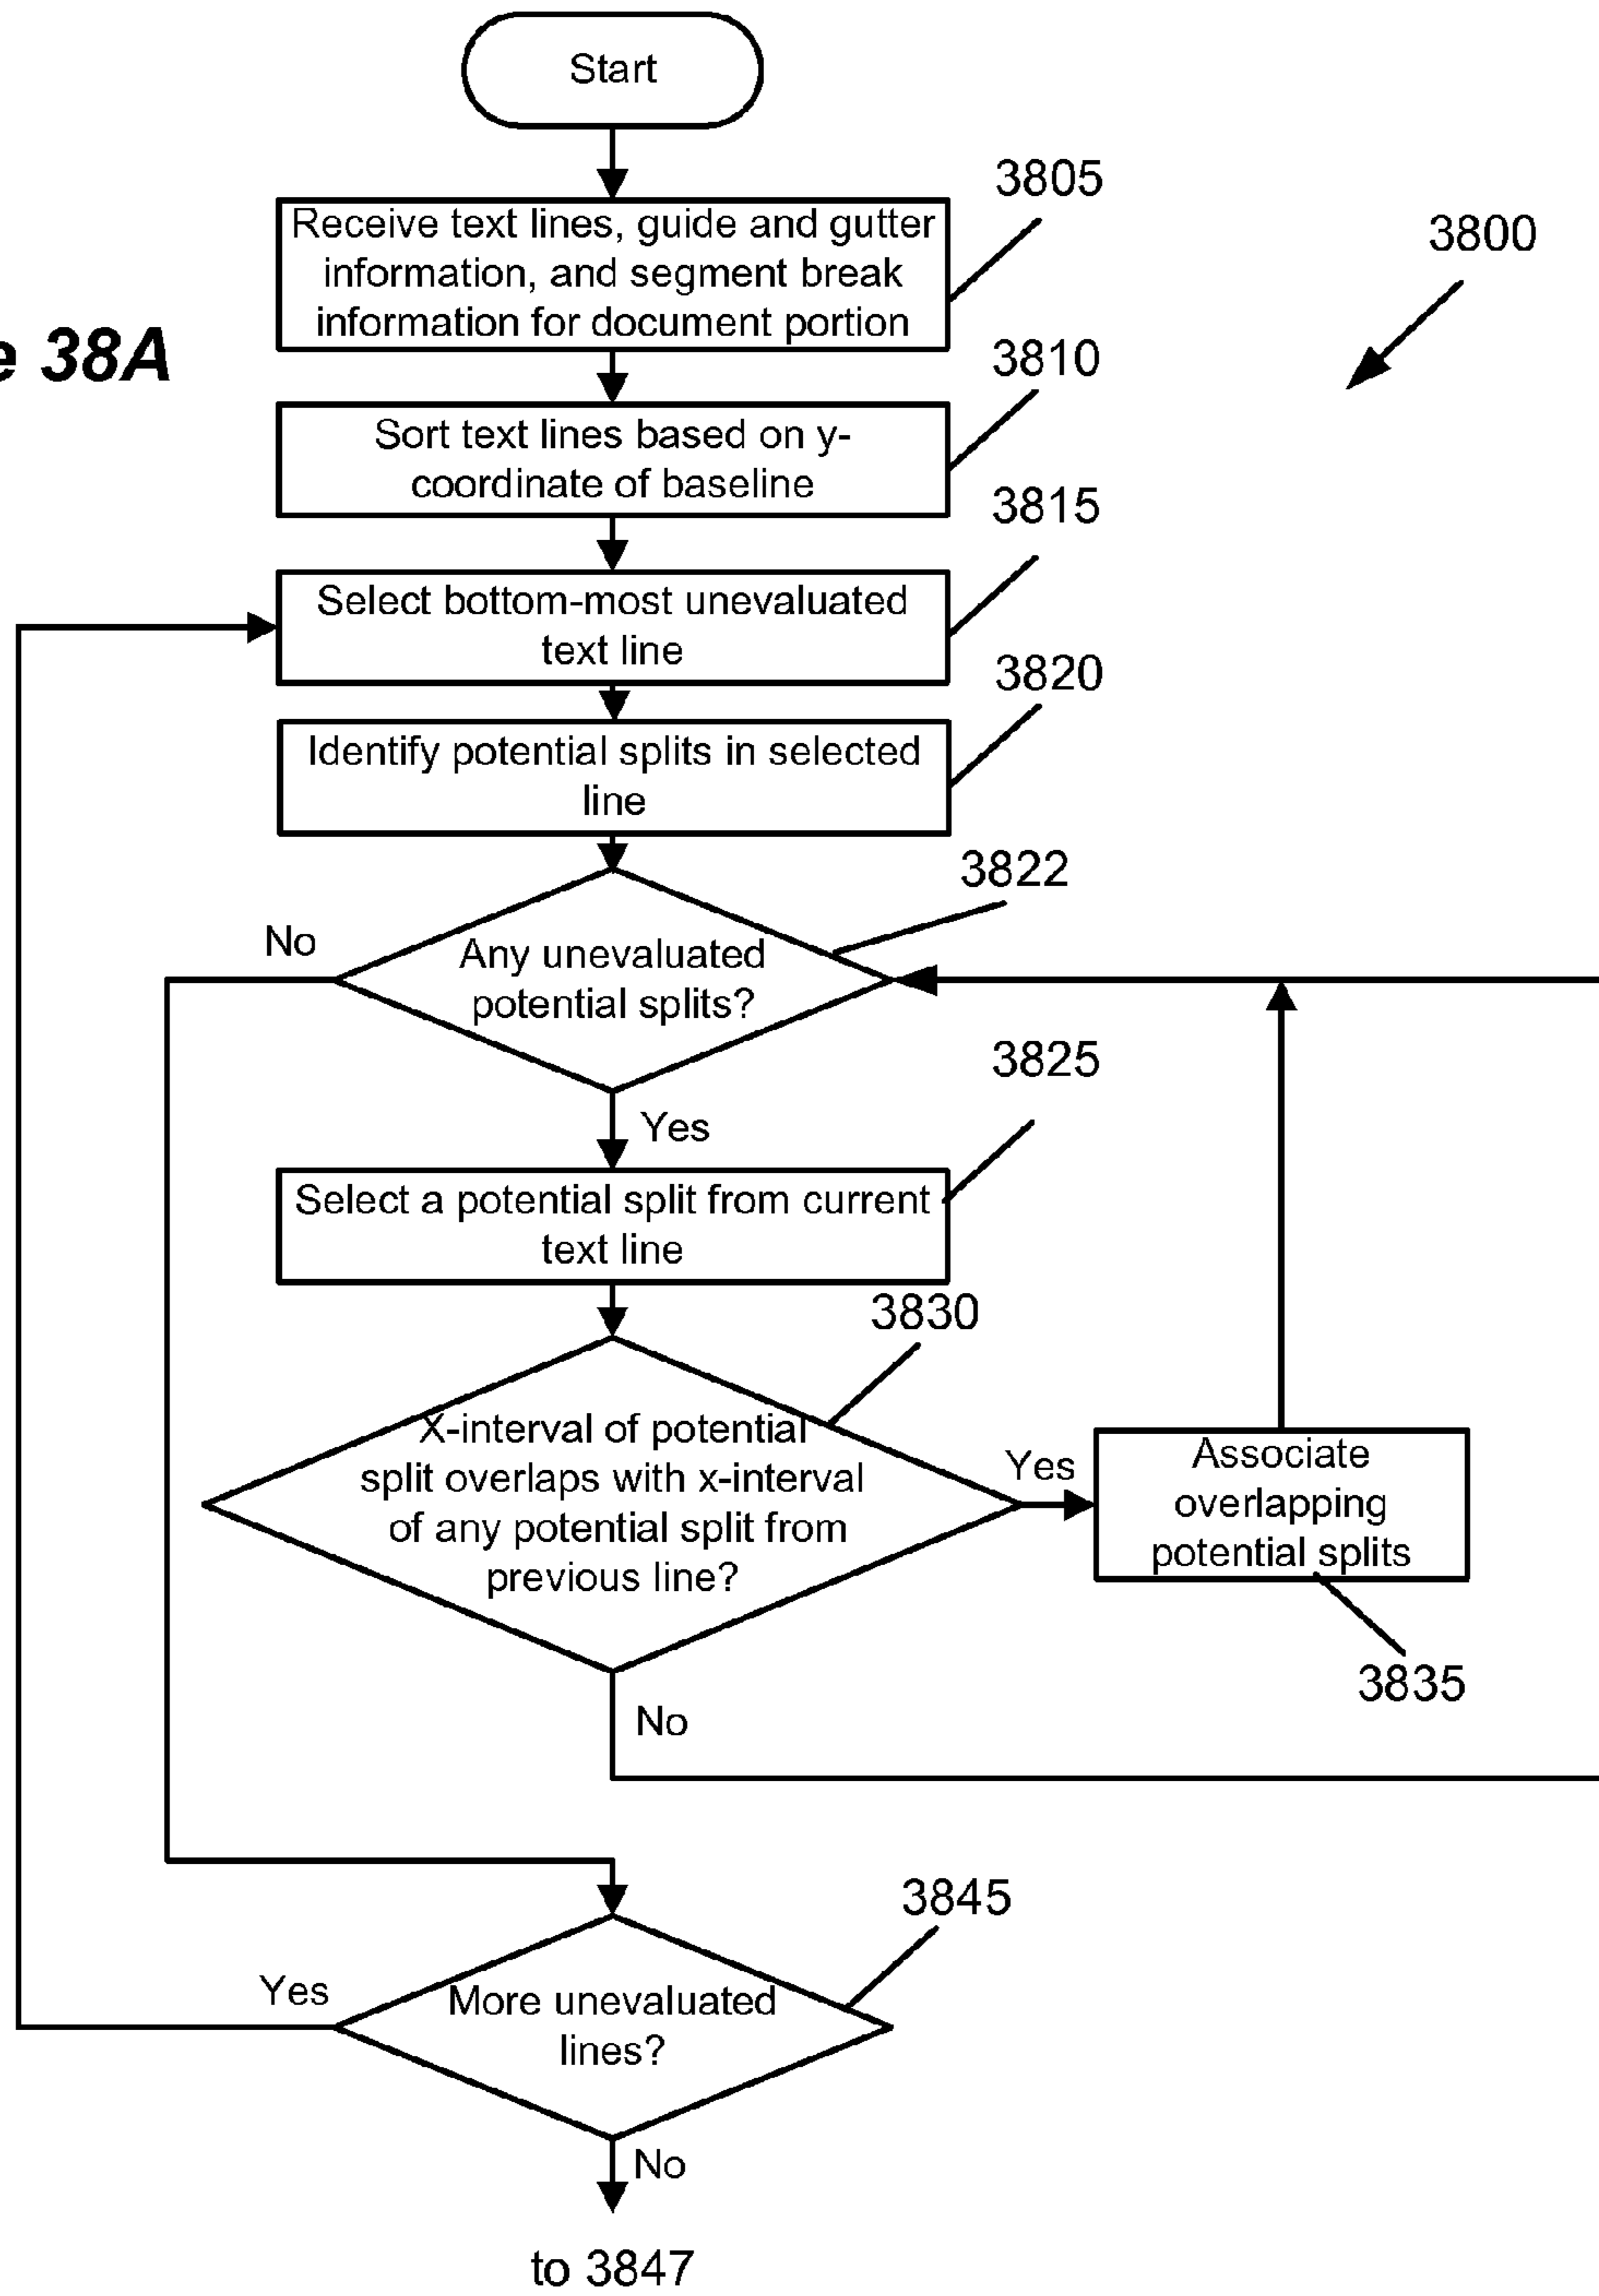 Start
3805
Receive text lines, guide and gutter
information, and segment break
information for document portion
3800
e 38A
3810
Sort text lines based on y-
coordinate of baseline
3815
Select bottom-most unevaluated
text line
3820
Identify potential splits in selected
line
3822
No
Any unevaluated
potential splits?
3825
Yes
Select a potential split from current
text line
3830
X-interval of potential
split overlaps with x-interval
of any potential split from
previous line?
Yes
Associate
overlapping
potential splits
3835
No
3845
Yes
More unevaluated
lines?
No
to 3847